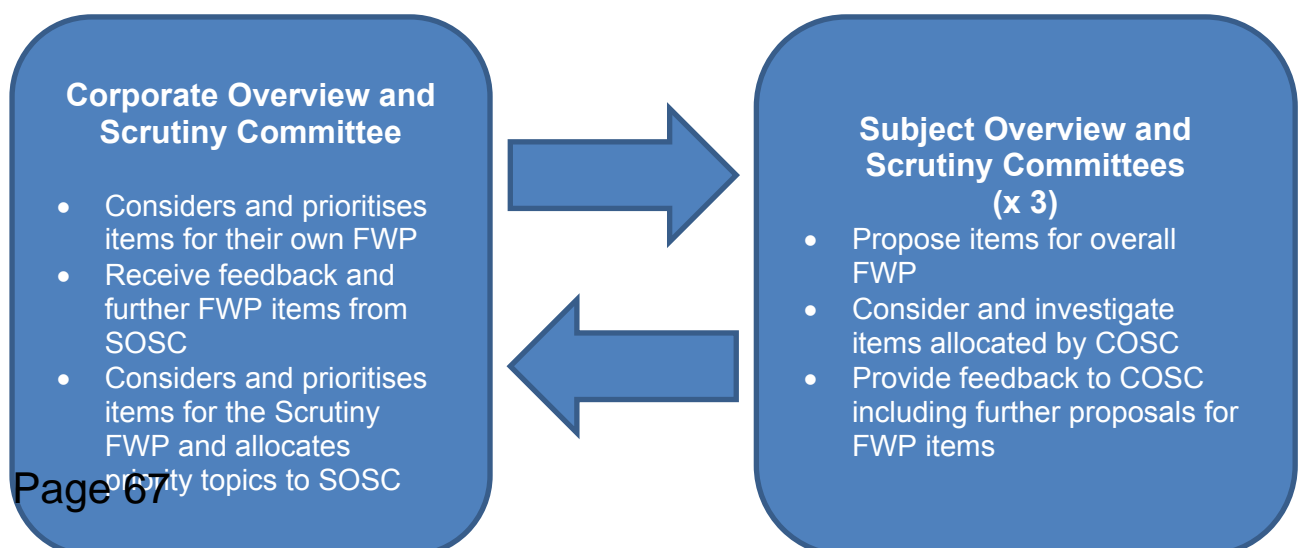 Corporate Overview and
Scrutiny Committee
• Considers and prioritises
items for their own FWP
• Receive feedback and
further FWP items from
SOSC
• Considers and prioritises
items for the Scrutiny
FWP and allocates
priority topics to SOSC
Subject Overview and
Scrutiny Committees
(x 3)
• Propose items for overall
FWP
• Consider and investigate
items allocated by COSC
• Provide feedback to COSC
including further proposals for
FWP items
Page 67